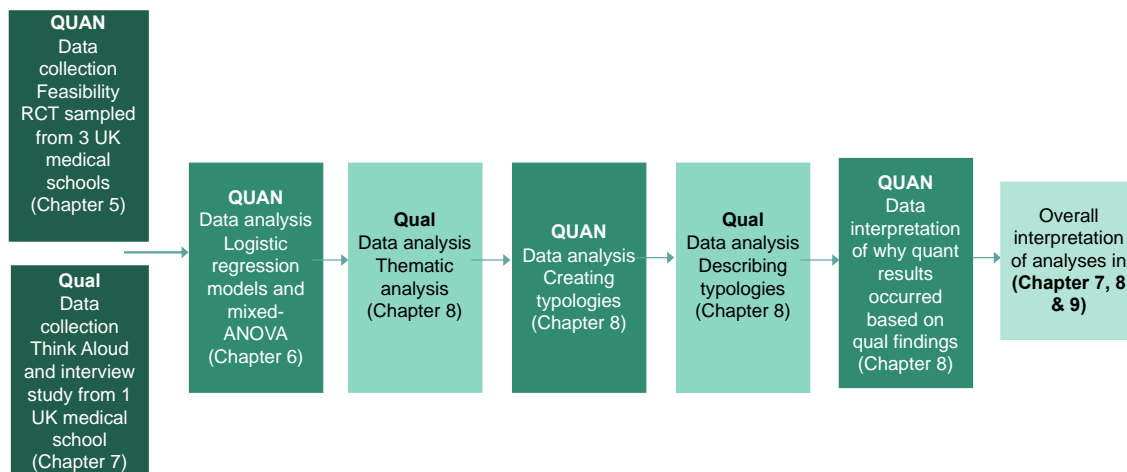 QUAN
Data
collection
Feasibility
RCT sampled
from 3 UK
medical
schools
(Chapter 5)
Qual
Data
collection
Think Aloud
and interview
study from 1
UK medical
school
(Chapter 7)
QUAN
Data analysis
Logistic
regression
models and
mixed-
ANOVA
(Chapter 6)
Qual
Data analysis
Thematic
analysis
(Chapter 8)
QUAN
Data analysis
Creating
typologies
(Chapter 8)
Qual
Data analysis
Describing
typologies
(Chapter 8)
QUAN
Data
interpretation
of why quant
results
occurred
based on
qual findings
(Chapter 8)
Overall
interpretation
of analyses in
(Chapter 7, 8
& 9)